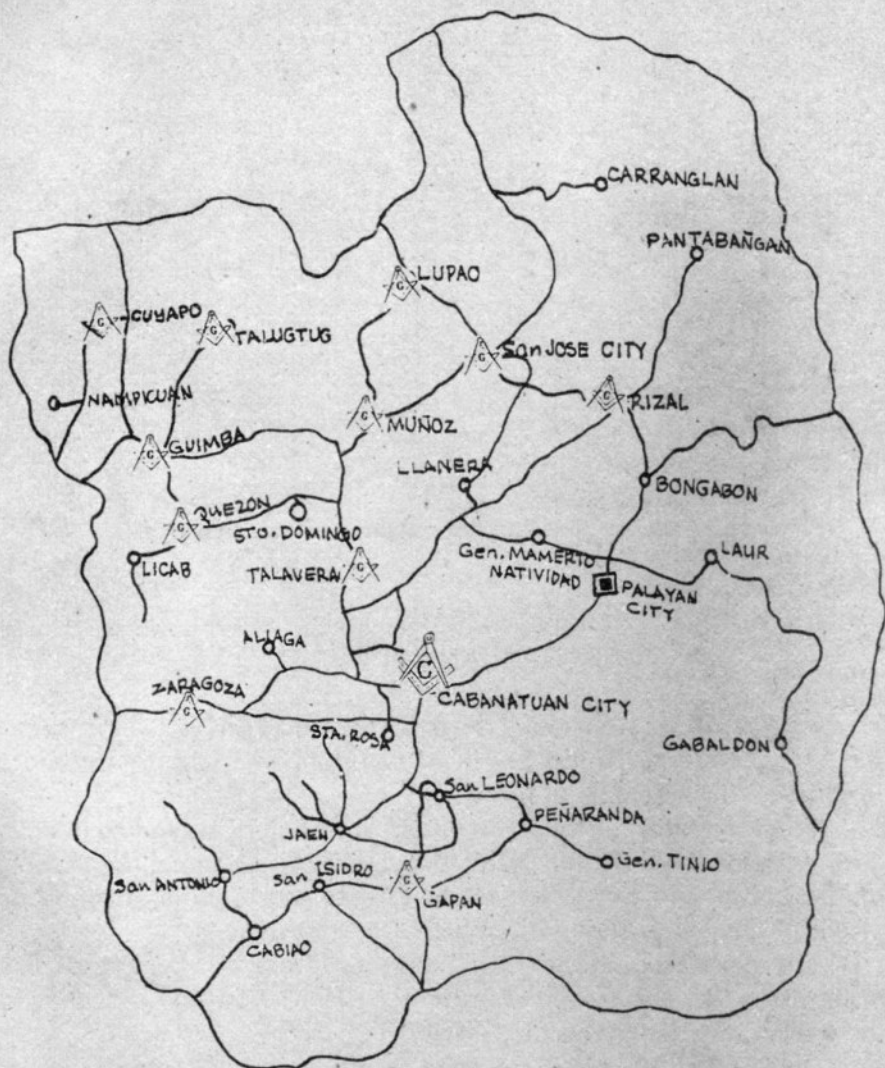 CARRANGLAN
PANTABAÑGAN
LUPAO
G
CUYAPO
G
TALUGTUG
G
San JOSE CITY
G
NAMPICUAN
RIZAL
G
MUÑOZ
G
GUIMBA
G
LLANERA
BONGABON
QUEZON
G
STO. DOMINGO
LICAB
TALAVERA
G
Gen. MAMERTO
NATIVIDAD
LAUR
PALAYAN
CITY
ALIAGA
C
CABANATUAN CITY
ZARAGOZA
G
STA. ROSA
GABALDON
San LEONARDO
JAEN
PEÑARANDA
Gen. TINIO
San ANTONIO
San ISIDRO
G
GAPAN
CABIAO